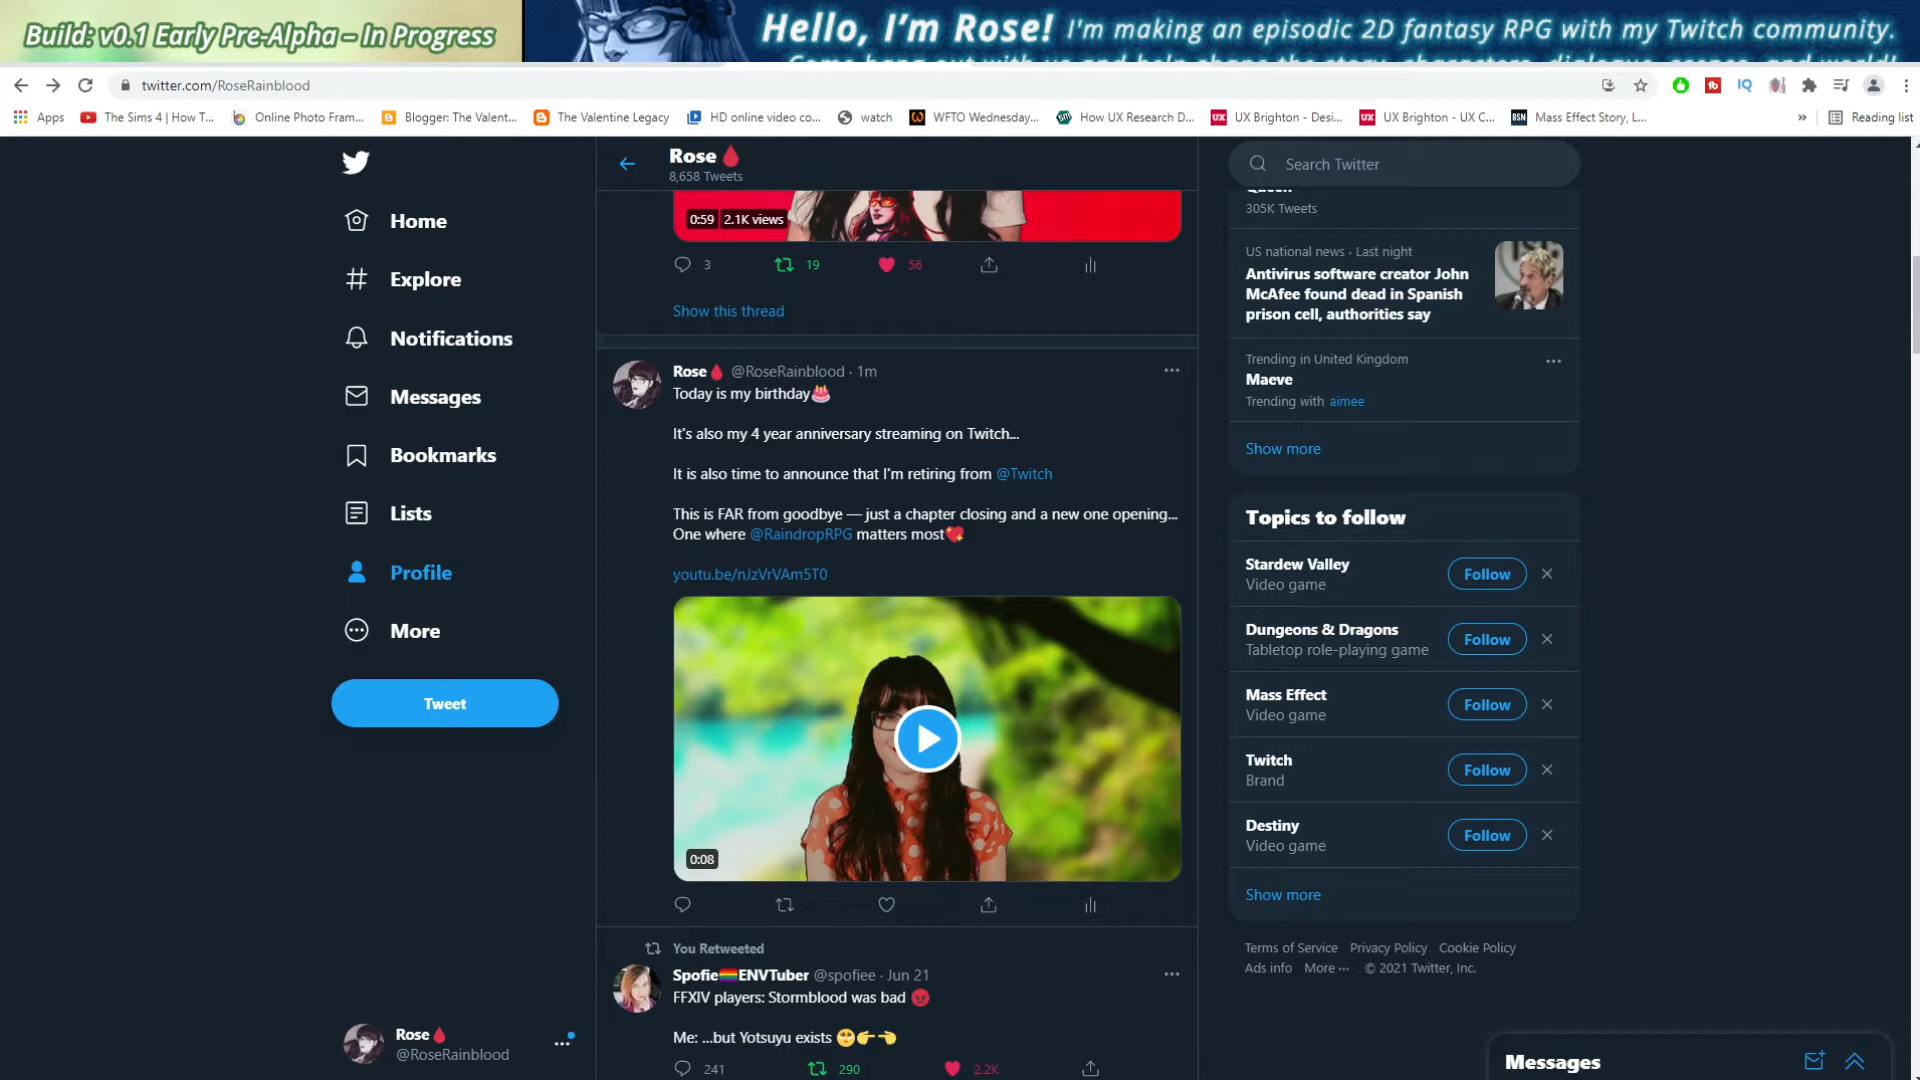 Build: v0.1 Early Pre-Alpha – In Progress
Hello, I'm Rose! I'm making an episodic 2D fantasy RPG with my Twitch community.
twitter.com/RoseRainblood
Apps
The Sims 4 | How T...
Online Photo Fram...
Blogger: The Valent...
The Valentine Legacy
HD online video co...
watch
WFTO Wednesday...
How UX Research D...
UX Brighton - Desi...
UX Brighton - UX C...
Mass Effect Story, L...
Reading list
Home
Explore
Notifications
Messages
Bookmarks
Lists
Profile
More
Tweet
Rose
@RoseRainblood
Rose
8,658 Tweets
0:59 2.1K views
3 19 56
Show this thread
Rose @RoseRainblood · 1m
Today is my birthday🎂
It's also my 4 year anniversary streaming on Twitch...
It is also time to announce that I'm retiring from @Twitch
This is FAR from goodbye — just a chapter closing and a new one opening...
One where @RaindropRPG matters most💖
youtu.be/nJzVrVAm5T0
0:08
You Retweeted
Spofie🏳️‍🌈ENVTuber @spofiee · Jun 21
FFXIV players: Stormblood was bad 😡
Me: ...but Yotsuyu exists 🥺👉👈
241 290 2.2K
Search Twitter
Queen
305K Tweets
US national news · Last night
Antivirus software creator John
McAfee found dead in Spanish
prison cell, authorities say
Trending in United Kingdom
Maeve
Trending with aimee
Show more
Topics to follow
Stardew Valley
Video game
Follow
Dungeons & Dragons
Tabletop role-playing game
Follow
Mass Effect
Video game
Follow
Twitch
Brand
Follow
Destiny
Video game
Follow
Show more
Terms of Service Privacy Policy Cookie Policy
Ads info More ··· © 2021 Twitter, Inc.
Messages